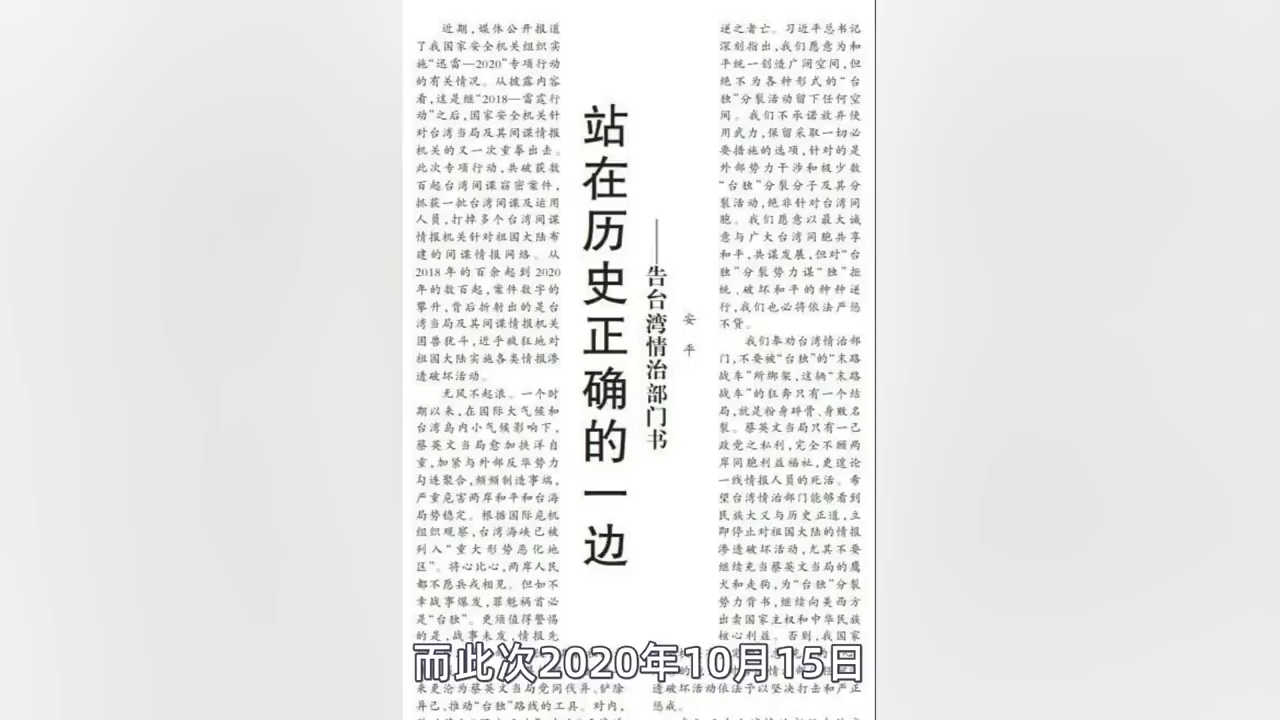 近期，媒体公开报道
了我国家安全机关组织实
施“迅雷—2020”专项行动
的有关情况。从披露内容
看，这是继“2018—雷霆行
动”之后，国家安全机关针
对台湾当局及其间谍情报
机关的又一次重拳出击。
此次专项行动，共破获数
百起台湾间谍窃密案件，
抓获一批台湾间谍及运用
人员，打掉多个台湾间谍
情报机关针对祖国大陆布
建的间谍情报网络。从
2018年的百余起到2020
年的数百起，案件数字的
攀升，背后折射出的是台
湾当局及其间谍情报机关
困兽犹斗，近乎疯狂地对
祖国大陆实施各类情报渗
透破坏活动。
无风不起浪。一个时
期以来，在国际大气候和
台湾岛内小气候影响下，
蔡英文当局愈加挟洋自
重，加紧与外部反华势力
勾连聚合，频频制造事端，
严重危害两岸和平和台海
局势稳定。根据国际危机
组织观察，台湾海峡已被
列入“重大形势恶化地
区”。将心比心，两岸人民
都不愿兵戎相见。但如不
幸战事爆发，罪魁祸首必
是“台独”。更须值得警惕
的是，战事未发，情报先
来更沦为蔡英文当局党同伐异、铲除
异己、推动“台独”路线的工具。对内，
站在历史正确的一边
——告台湾情治部门书
安平
逆之者亡。习近平总书记
深刻指出，我们愿意为和
平统一创造广阔空间，但
绝不为各种形式的“台
独”分裂活动留下任何空
间。我们不承诺放弃使
用武力，保留采取一切必
要措施的选项，针对的是
外部势力干涉和极少数
“台独”分裂分子及其分
裂活动，绝非针对台湾同
胞。我们愿意以最大诚
意与广大台湾同胞共享
和平，共谋发展，但对“台
独”分裂势力谋“独”拒
统、破坏和平的种种逆
行，我们也必将依法严惩
不贷。
我们奉劝台湾情治部
门，不要被“台独”的“末路
战车”所绑架，这辆“末路
战车”的狂奔只有一个结
局，就是粉身碎骨、身败名
裂。蔡英文当局只有一己
政党之私利，完全不顾两
岸同胞利益福祉，更遑论
一线情报人员的死活。希
望台湾情治部门能够看到
民族大义与历史正道，立
即停止对祖国大陆的情报
渗透破坏活动，尤其不要
继续充当蔡英文当局的鹰
犬和走狗，为“台独”分裂
势力背书，继续向美西方
出卖国家主权和中华民族
核心利益。否则，我国家
透破坏活动依法予以坚决打击和严正
惩戒。
而此次2020年10月15日